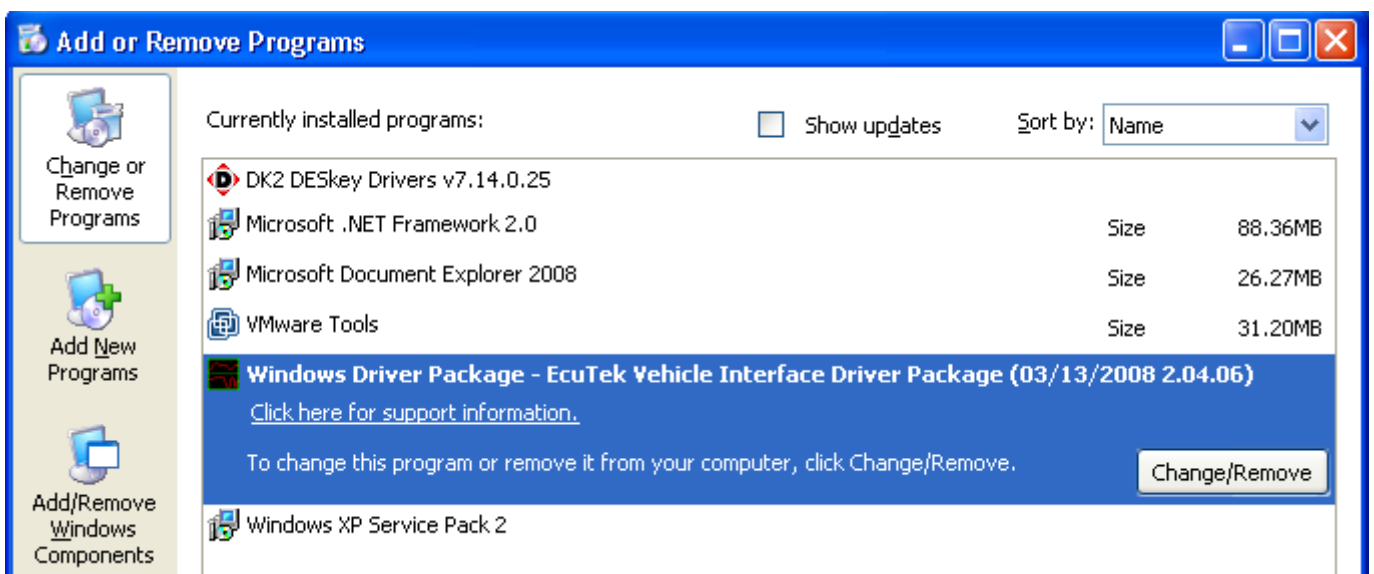 Add or Remove Programs
Change or
Remove
Programs
Add New
Programs
Add/Remove
Windows
Components
Currently installed programs:
Show updates
Sort by: Name
DK2 DESkey Drivers v7.14.0.25
Microsoft .NET Framework 2.0 Size 88.36MB
Microsoft Document Explorer 2008 Size 26.27MB
VMware Tools Size 31.20MB
Windows Driver Package - EcuTek Vehicle Interface Driver Package (03/13/2008 2.04.06)
Click here for support information.
To change this program or remove it from your computer, click Change/Remove.
Change/Remove
Windows XP Service Pack 2